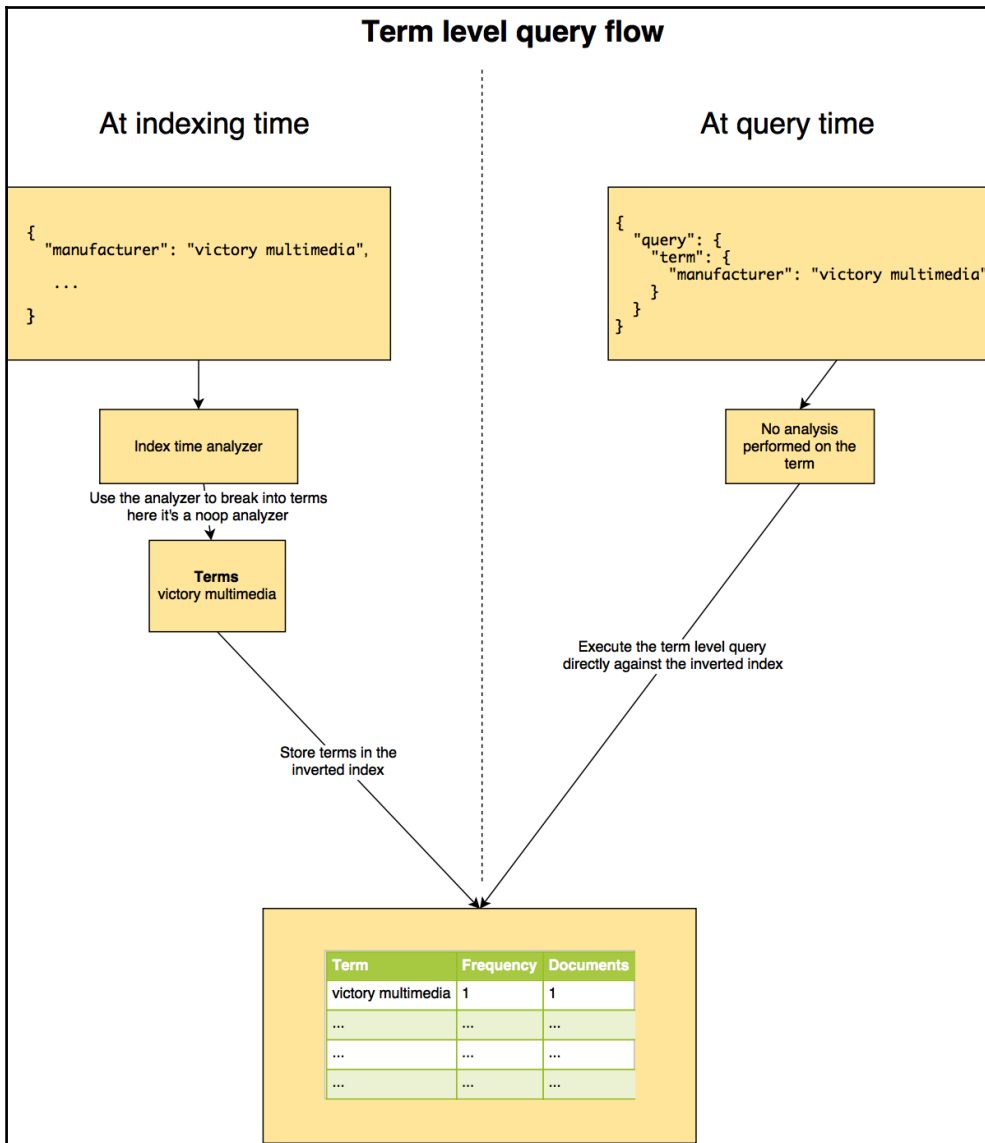 Term level query flow
At indexing time
At query time
{
"manufacturer": "victory multimedia",
...
}
{
"query": {
"term": {
"manufacturer": "victory multimedia"
}
}
}
Index time analyzer
No analysis
performed on the
term
Use the analyzer to break into terms
here it's a noop analyzer
Terms
victory multimedia
Execute the term level query
directly against the inverted index
Store terms in the
inverted index
Term Frequency Documents
victory multimedia 1 1
... ... ...
... ... ...
... ... ...